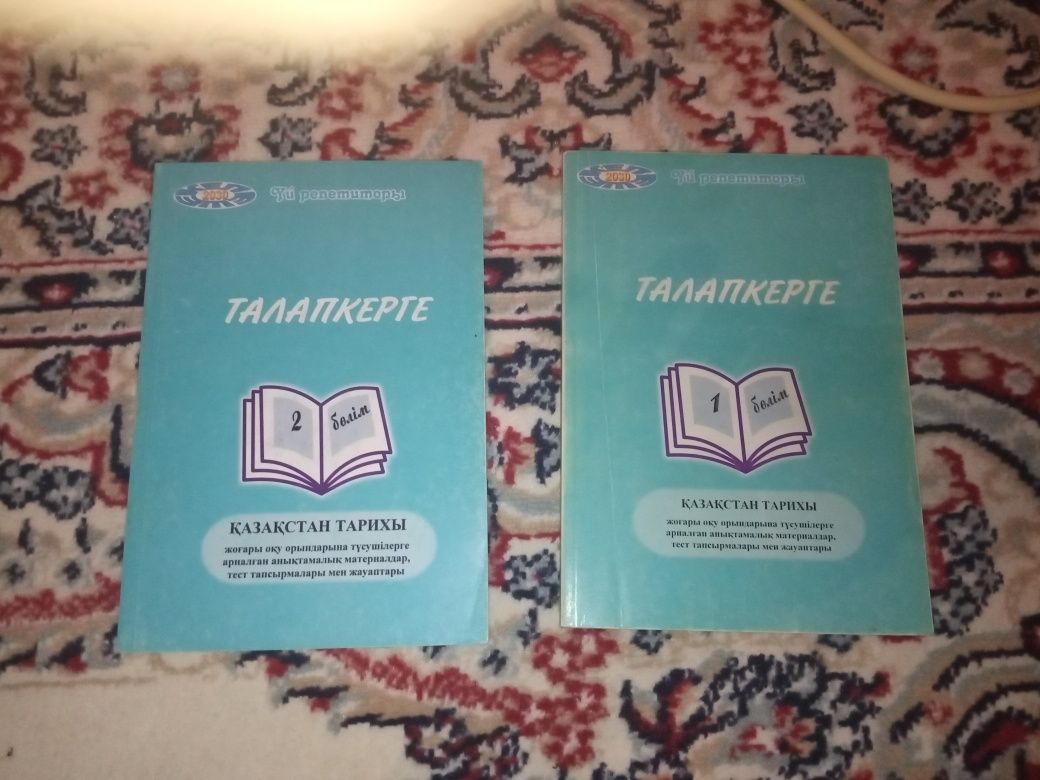 2030
Үй репетиторы
ТАЛАПКЕРГЕ
2 бөлім
ҚАЗАҚСТАН ТАРИХЫ
жоғары оқу орындарына түсушілерге
арналған анықтамалық материалдар,
тест тапсырмалары мен жауаптары
2030
Үй репетиторы
ТАЛАПКЕРГЕ
1 бөлім
ҚАЗАҚСТАН ТАРИХЫ
жоғары оқу орындарына түсушілерге
арналған анықтамалық материалдар,
тест тапсырмалары мен жауаптары